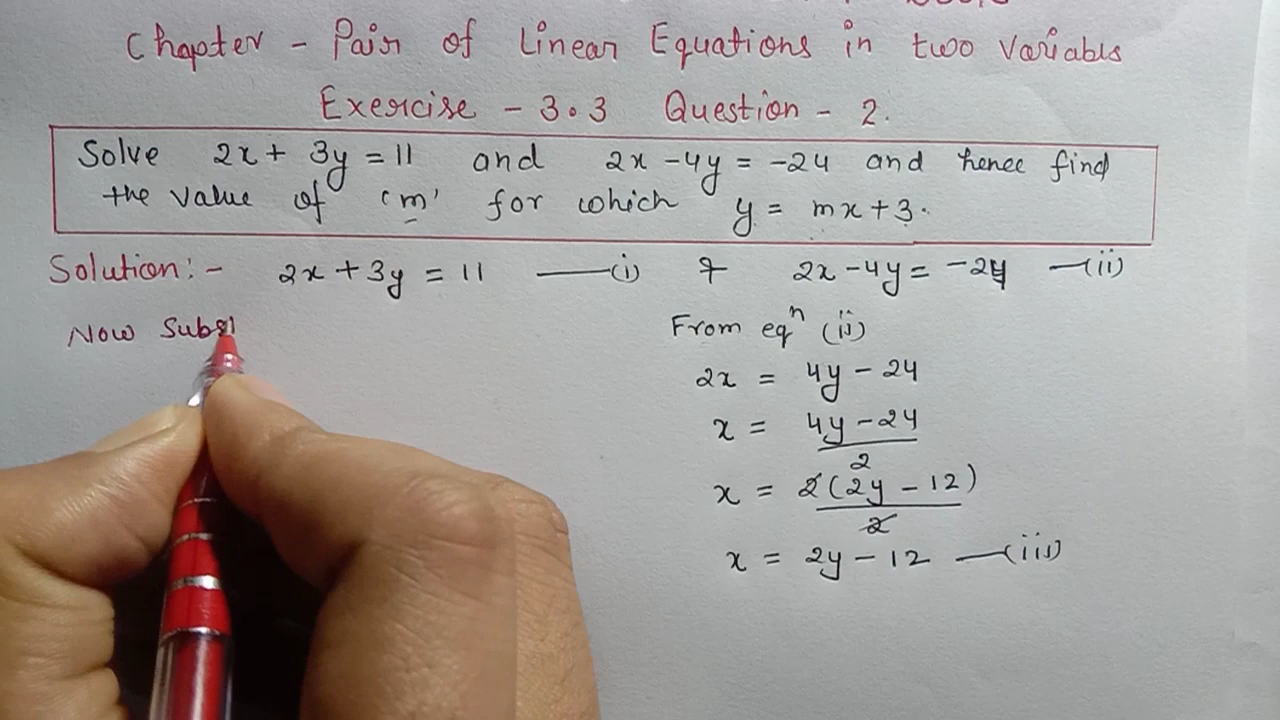 Chapter - Pair of Linear Equations in two Variabls
Exercise - 3.3 Question - 2.
Solve 2x + 3y = 11 and 2x - 4y = -24 and hence find
the value of 'm' for which y = mx + 3.
Solution:- 2x + 3y = 11 —(i) & 2x - 4y = -24 —(ii)
Now Subs
From eqⁿ (ii)
2x = 4y - 24
x = 4y - 24
2
x = 2(2y - 12)
2
x = 2y - 12 —(iii)